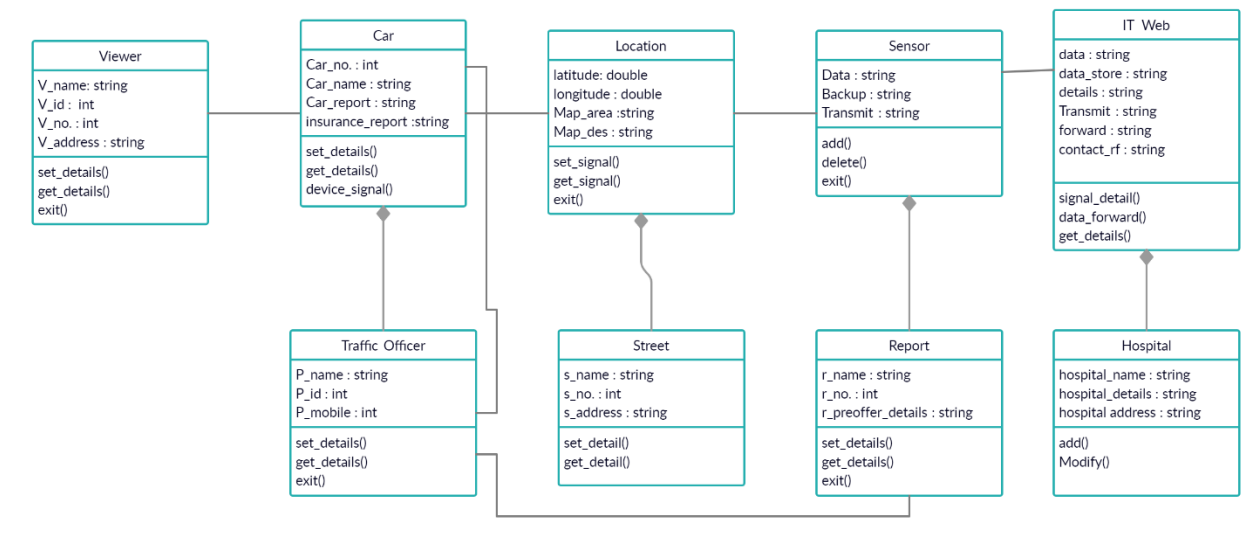 Viewer
V_name: string
V_id : int
V_no. : int
V_address : string
set_details()
get_details()
exit()
Car
Car_no. : int
Car_name : string
Car_report : string
insurance_report :string
set_details()
get_details()
device_signal()
Location
latitude: double
longitude : double
Map_area :string
Map_des : string
set_signal()
get_signal()
exit()
Sensor
Data : string
Backup : string
Transmit : string
add()
delete()
exit()
IT Web
data : string
data_store : string
details : string
Transmit : string
forward : string
contact_rf : string
signal_detail()
data_forward()
get_details()
Traffic Officer
P_name : string
P_id : int
P_mobile : int
set_details()
get_details()
exit()
Street
s_name : string
s_no. : int
s_address : string
set_detail()
get_detail()
Report
r_name : string
r_no. : int
r_preoffer_details : string
set_details()
get_details()
exit()
Hospital
hospital_name : string
hospital_details : string
hospital address : string
add()
Modify()